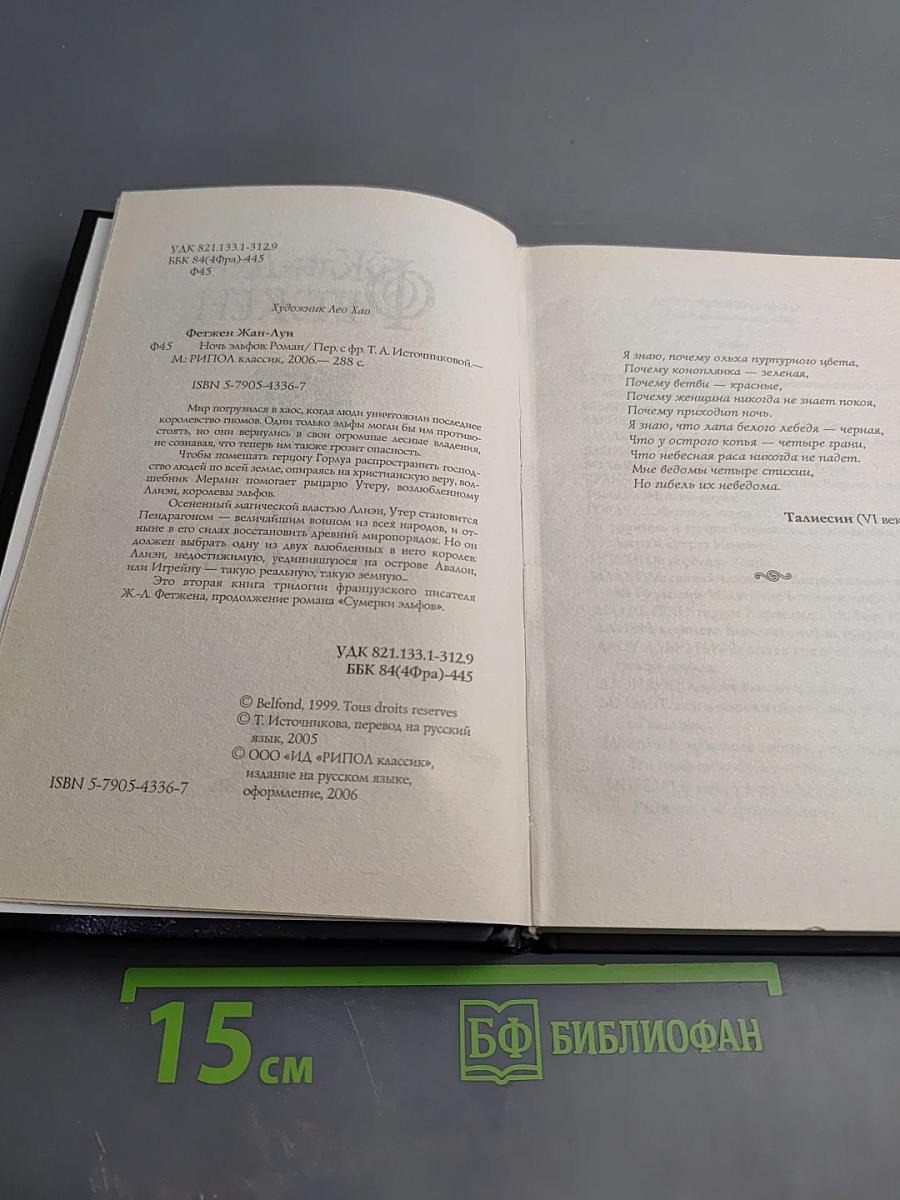 УДК 821.133.1-312.9
ББК 84(4Фра)-445
Ф45
Художник Лео Хао
Фетжен Жан-Луи
Ф45 Ночь эльфов: Роман/ Пер. с фр. Т. А. Источниковой.—
М.: РИПОЛ классик, 2006.— 288 с.
ISBN 5-7905-4336-7
Мир погрузился в хаос, когда люди уничтожили последнее
королевство гномов. Одни только эльфы могли бы им противо-
стоять, но они вернулись в свои огромные лесные владения,
не сознавая, что теперь им также грозит опасность.
Чтобы помешать герцогу Горлуа распространить господ-
ство людей по всей земле, опираясь на христианскую веру, вол-
шебник Мерлин помогает рыцарю Утеру, возлюбленному
Ллиэн, королевы эльфов.
Осененный магической властью Ллиэн, Утер становится
Пендрагоном — величайшим воином из всех народов, и от-
ныне в его силах восстановить древний миропорядок. Но он
должен выбрать одну из двух влюбленных в него королев:
Ллиэн, недостижимую, уединившуюся на острове Авалон,
или Игрейну — такую реальную, такую земную...
Это вторая книга трилогии французского писателя
Ж.-Л. Фетжена, продолжение романа «Сумерки эльфов».
УДК 821.133.1-312.9
ББК 84(4Фра)-445
© Belfond, 1999. Tous droits reserves
© Т. Источникова, перевод на русский
язык, 2005
© ООО «ИД «РИПОЛ классик»,
издание на русском языке,
оформление, 2006
ISBN 5-7905-4336-7
Я знаю, почему ольха пурпурного цвета,
Почему коноплянка — зеленая,
Почему ветви — красные,
Почему женщина никогда не знает покоя,
Почему приходит ночь.
Я знаю, что лапа белого лебедя — черная,
Что у острого копья — четыре грани,
Что небесная раса никогда не падет.
Мне ведомы четыре стихии,
Но гибель их неведома.
Талиесин (VI век
15 см
БФ БИБЛИОФАН